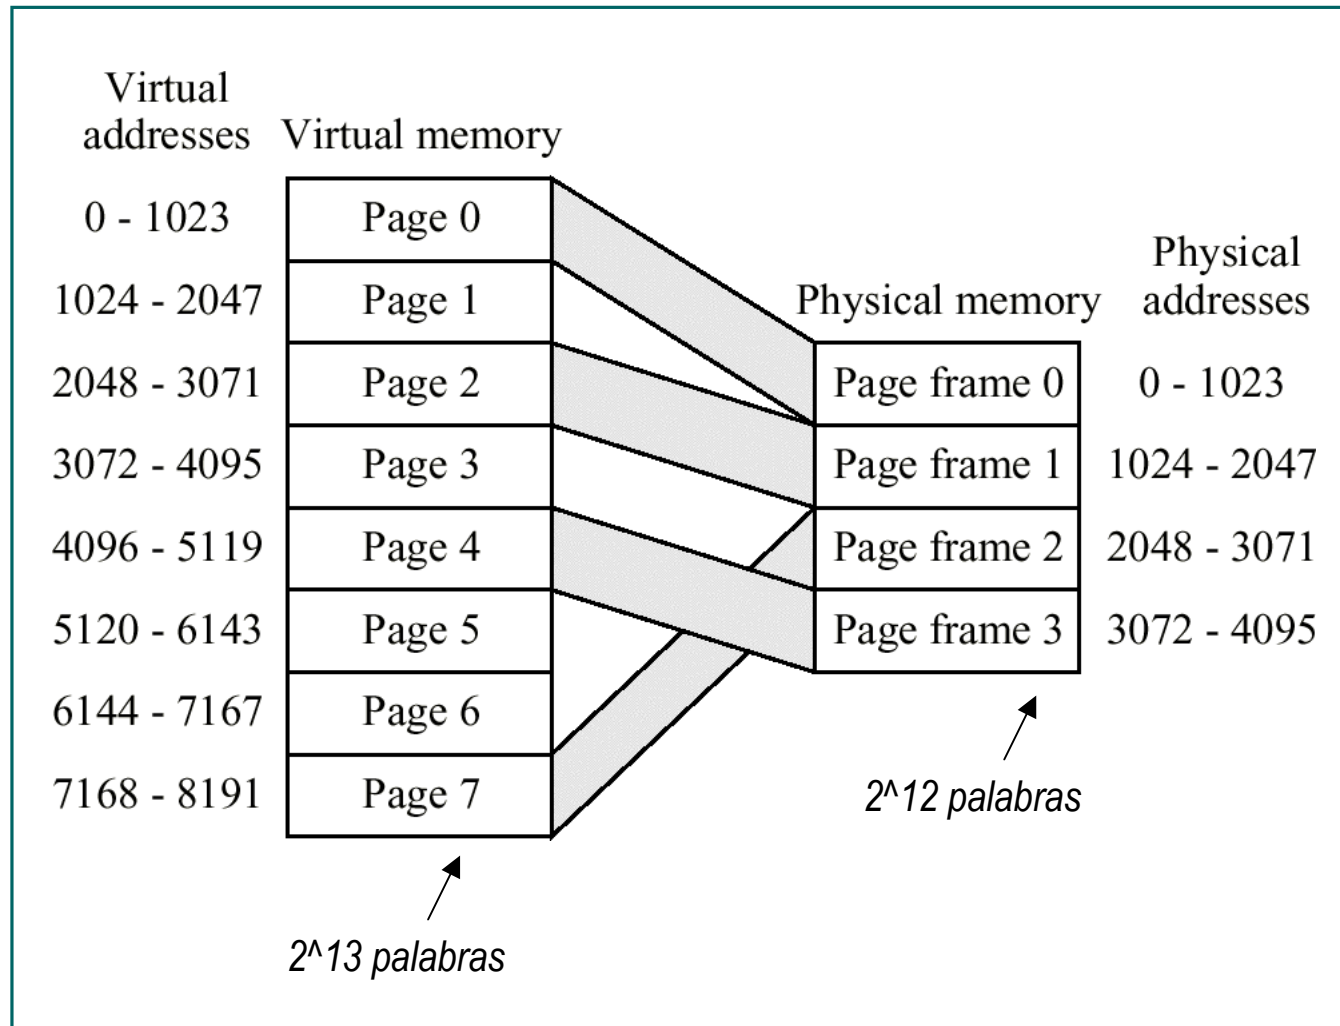 Virtual
addresses
Virtual memory
0 - 1023
Page 0
1024 - 2047
Page 1
2048 - 3071
Page 2
3072 - 4095
Page 3
4096 - 5119
Page 4
5120 - 6143
Page 5
6144 - 7167
Page 6
7168 - 8191
Page 7
2^13 palabras
Physical memory
Physical
addresses
Page frame 0
0 - 1023
Page frame 1
1024 - 2047
Page frame 2
2048 - 3071
Page frame 3
3072 - 4095
2^12 palabras